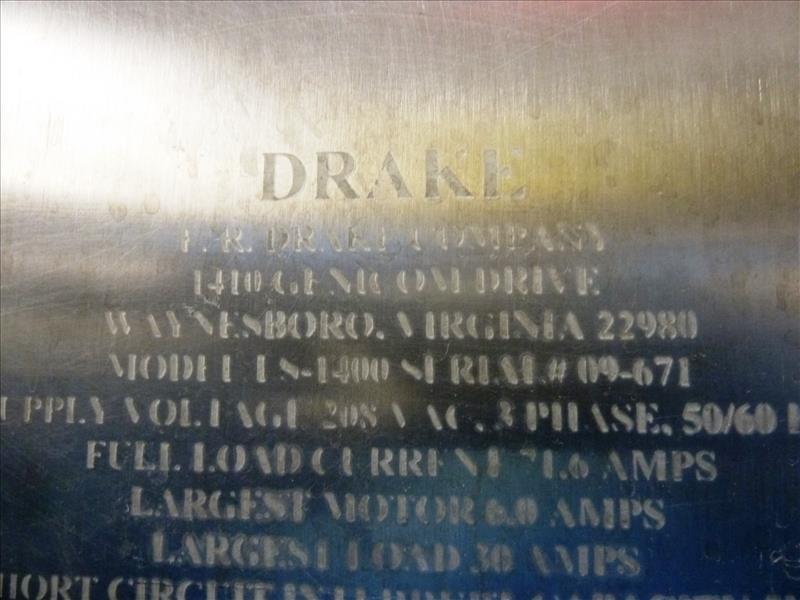 DRAKE
F. R. DRAKE COMPANY
1410 GENICOM DRIVE
WAYNESBORO, VIRGINIA 22980
MODEL LS-1400 SERIAL# 09-671
UPPLY VOLTAGE 208 VAC, 3 PHASE, 50/60
FULL LOAD CURRENT 71.6 AMPS
LARGEST MOTOR 6.0 AMPS
LARGEST LOAD 30 AMPS
HORT CIRCUIT